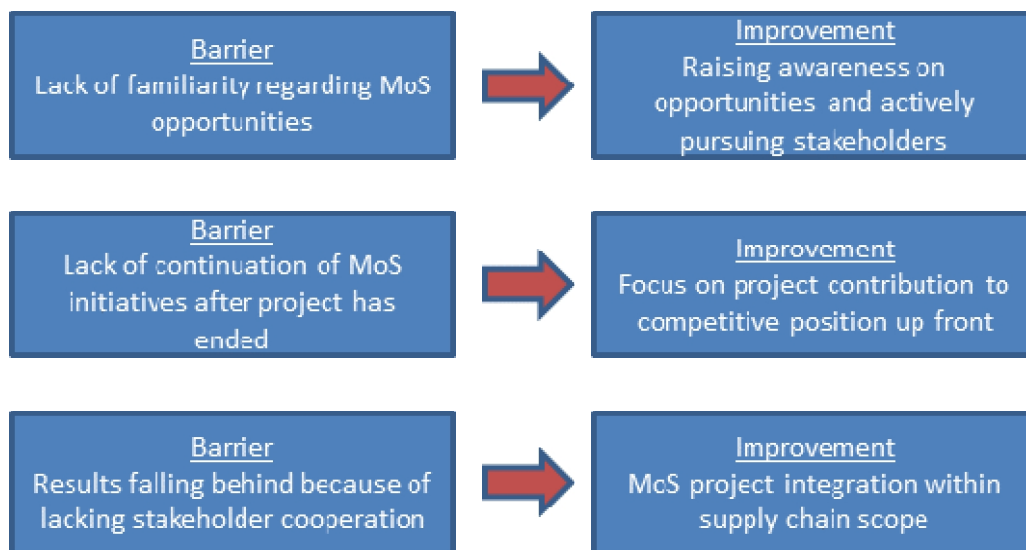 Barrier
Lack of familiarity regarding MoS
opportunities
Improvement
Raising awareness on
opportunities and actively
pursuing stakeholders
Barrier
Lack of continuation of MoS
initiatives after project has
ended
Improvement
Focus on project contribution to
competitive position up front
Barrier
Results falling behind because of
lacking stakeholder cooperation
Improvement
MoS project integration within
supply chain scope